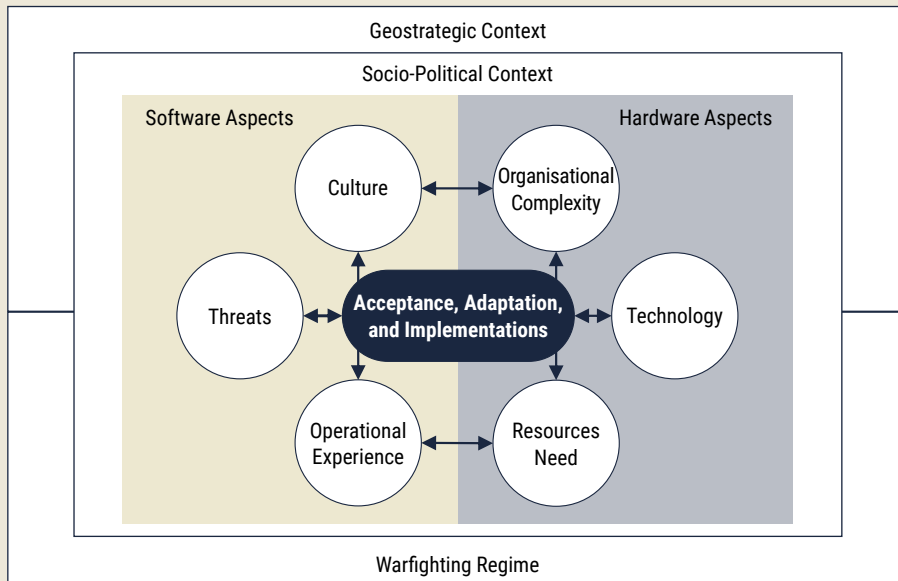 Geostrategic Context
Socio-Political Context
Software Aspects
Hardware Aspects
Culture
Organisational
Complexity
Threats
Acceptance, Adaptation,
and Implementations
Technology
Operational
Experience
Resources
Need
Warfighting Regime